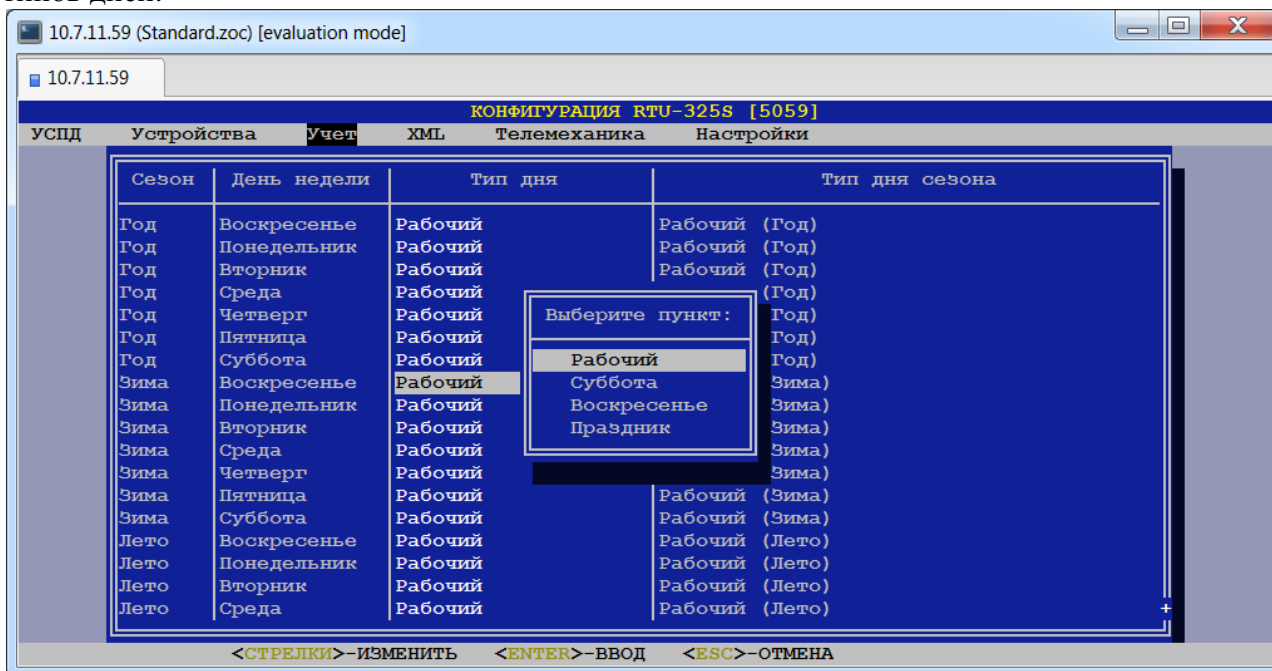 10.7.11.59 (Standard.zoc) [evaluation mode]
10.7.11.59
КОНФИГУРАЦИЯ RTU-325S [5059]
УСПД Устройства Учет XML Телемеханика Настройки
Сезон День недели Тип дня Тип дня сезона
Год Воскресенье Рабочий Рабочий (Год)
Год Понедельник Рабочий Рабочий (Год)
Год Вторник Рабочий Рабочий (Год)
Год Среда Рабочий (Год)
Год Четверг Рабочий Выберите пункт: Год)
Год Пятница Рабочий Год)
Год Суббота Рабочий Рабочий Год)
Зима Воскресенье Рабочий Суббота Зима)
Зима Понедельник Рабочий Воскресенье Зима)
Зима Вторник Рабочий Праздник Зима)
Зима Среда Рабочий Зима)
Зима Четверг Рабочий Зима)
Зима Пятница Рабочий Рабочий (Зима)
Зима Суббота Рабочий Рабочий (Зима)
Лето Воскресенье Рабочий Рабочий (Лето)
Лето Понедельник Рабочий Рабочий (Лето)
Лето Вторник Рабочий Рабочий (Лето)
Лето Среда Рабочий Рабочий (Лето) +
<СТРЕЛКИ>-ИЗМЕНИТЬ <ENTER>-ВВОД <ESC>-ОТМЕНА